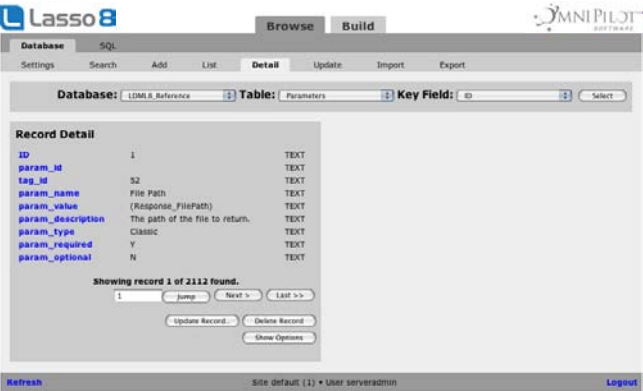 Lasso 8
Browse Build
OMNIPILOT
SOFTWARE
Database SQL
Settings Search Add List Detail Update Import Export
Database: LDML8_Reference Table: Parameters Key Field: ID Select
Record Detail
ID 1 TEXT
param_id TEXT
tag_id 52 TEXT
param_name File Path TEXT
param_value (Response_FilePath) TEXT
param_description The path of the file to return. TEXT
param_type Classic TEXT
param_required Y TEXT
param_optional N TEXT
Showing record 1 of 2112 found.
1 Jump Next > Last >>
Update Record.. Delete Record
Show Options
Refresh Site default (1) • User serveradmin Logout